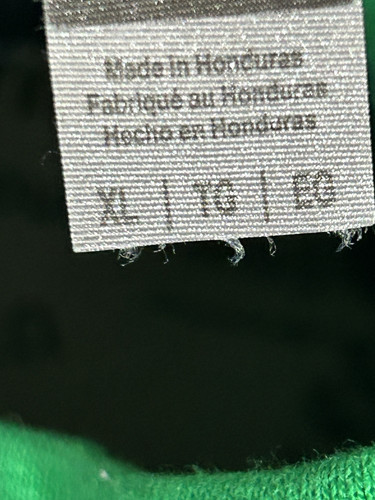 Made in Honduras
Fabriqué au Honduras
Hecho en Honduras
XL | TG | EG